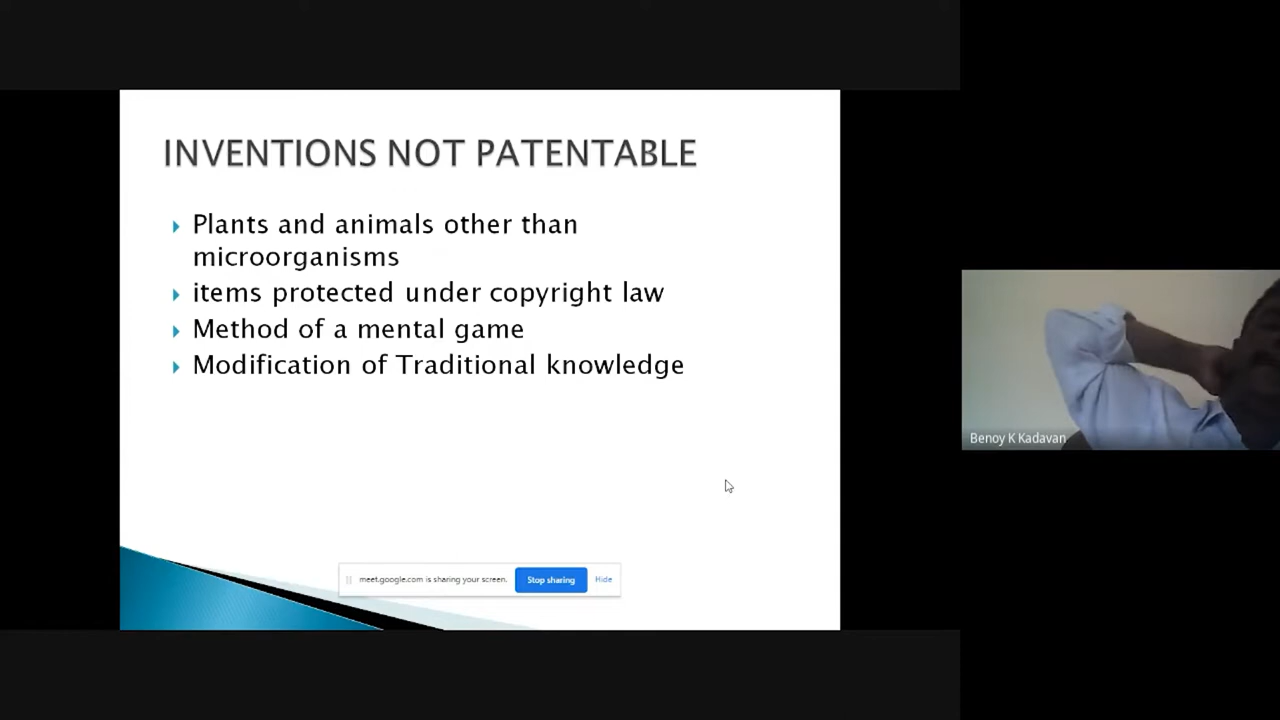 INVENTIONS NOT PATENTABLE
Plants and animals other than
microorganisms
items protected under copyright law
Method of a mental game
Modification of Traditional knowledge
meet.google.com is sharing your screen.
Stop sharing
Hide
Benoy K Kadavan